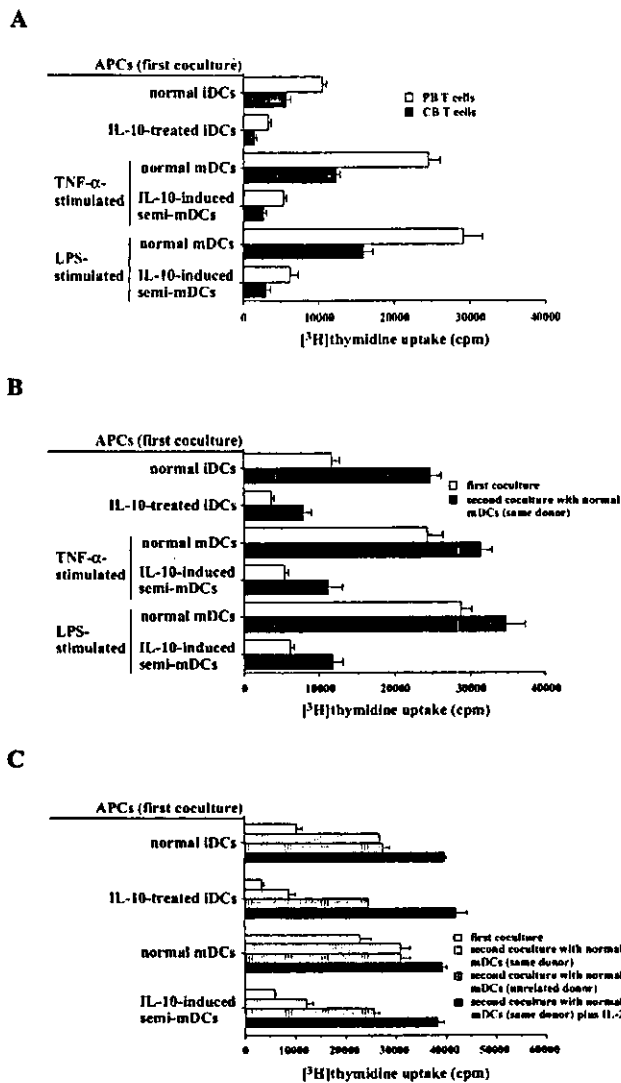 A
APCs (first coculture)
normal iDCs
IL-10-treated iDCs
normal mDCs
TNF-α-
stimulated
IL-10-induced
semi-mDCs
normal mDCs
LPS-
stimulated
IL-10-induced
semi-mDCs
PB T cells
CB T cells
0 10000 20000 30000 40000
[³H]thymidine uptake (cpm)
B
APCs (first coculture)
normal iDCs
IL-10-treated iDCs
normal mDCs
TNF-α-
stimulated
IL-10-induced
semi-mDCs
normal mDCs
LPS-
stimulated
IL-10-induced
semi-mDCs
first coculture
second coculture with normal
mDCs (same donor)
0 10000 20000 30000 40000
[³H]thymidine uptake (cpm)
C
APCs (first coculture)
normal iDCs
IL-10-treated iDCs
normal mDCs
IL-10-induced
semi-mDCs
first coculture
second coculture with normal
mDCs (same donor)
second coculture with normal
mDCs (unrelated donor)
second coculture with normal
mDCs (same donor) plus IL-2
0 10000 20000 30000 40000 50000 60000
[³H]thymidine uptake (cpm)